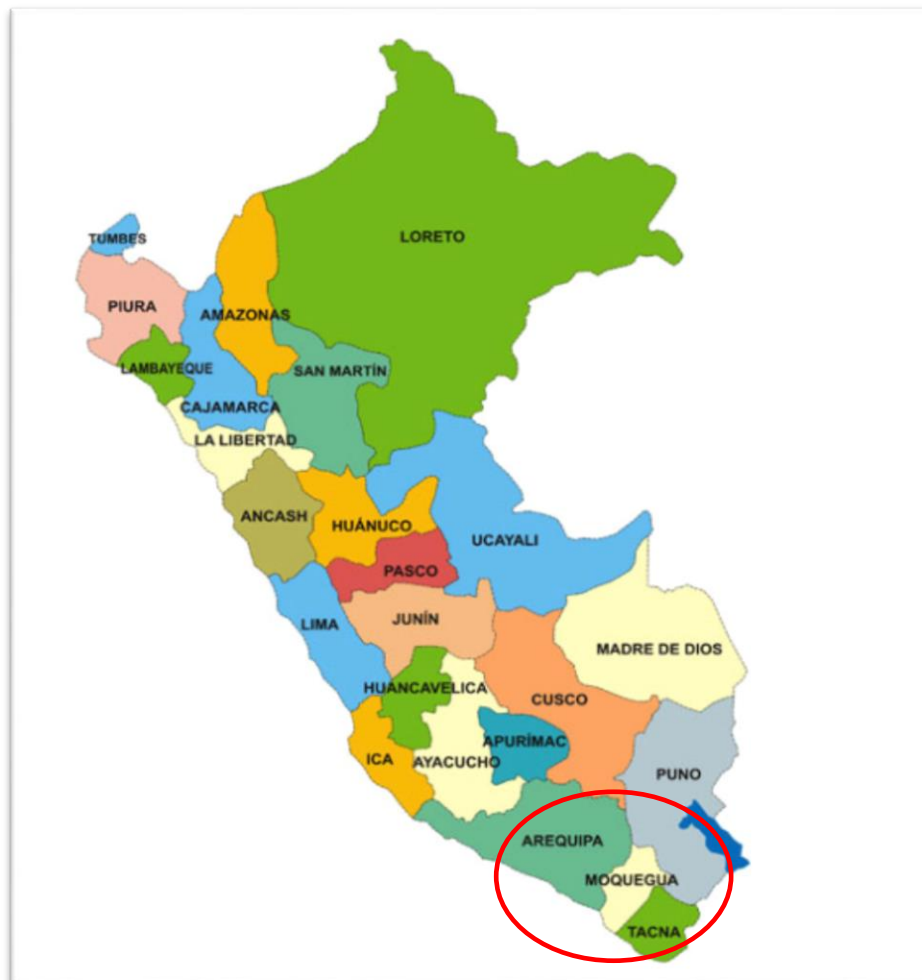 LORETO
TUMBES
PIURA
AMAZONAS
LAMBAYEQUE
SAN MARTÍN
CAJAMARCA
LA LIBERTAD
ANCASH
HUÁNUCO
UCAYALI
PASCO
LIMA
JUNÍN
MADRE DE DIOS
HUANCAVELICA
CUSCO
APURÍMAC
ICA
AYACUCHO
PUNO
AREQUIPA
MOQUEGUA
TACNA